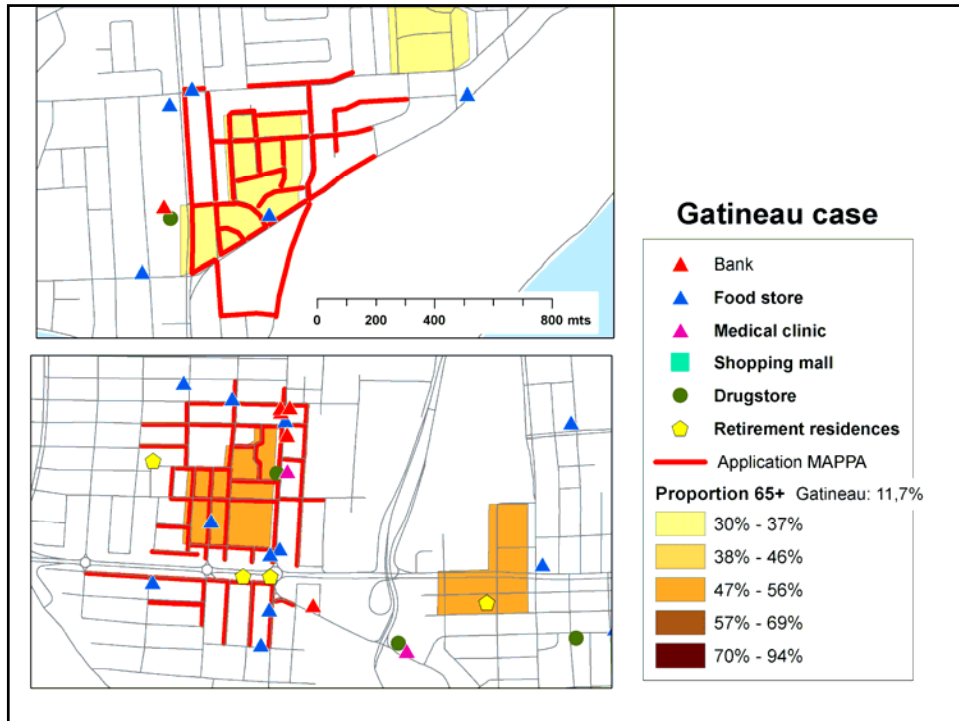 0 200 400 800 mts
Gatineau case
Bank
Food store
Medical clinic
Shopping mall
Drugstore
Retirement residences
Application MAPPA
Proportion 65+ Gatineau: 11,7%
30% - 37%
38% - 46%
47% - 56%
57% - 69%
70% - 94%